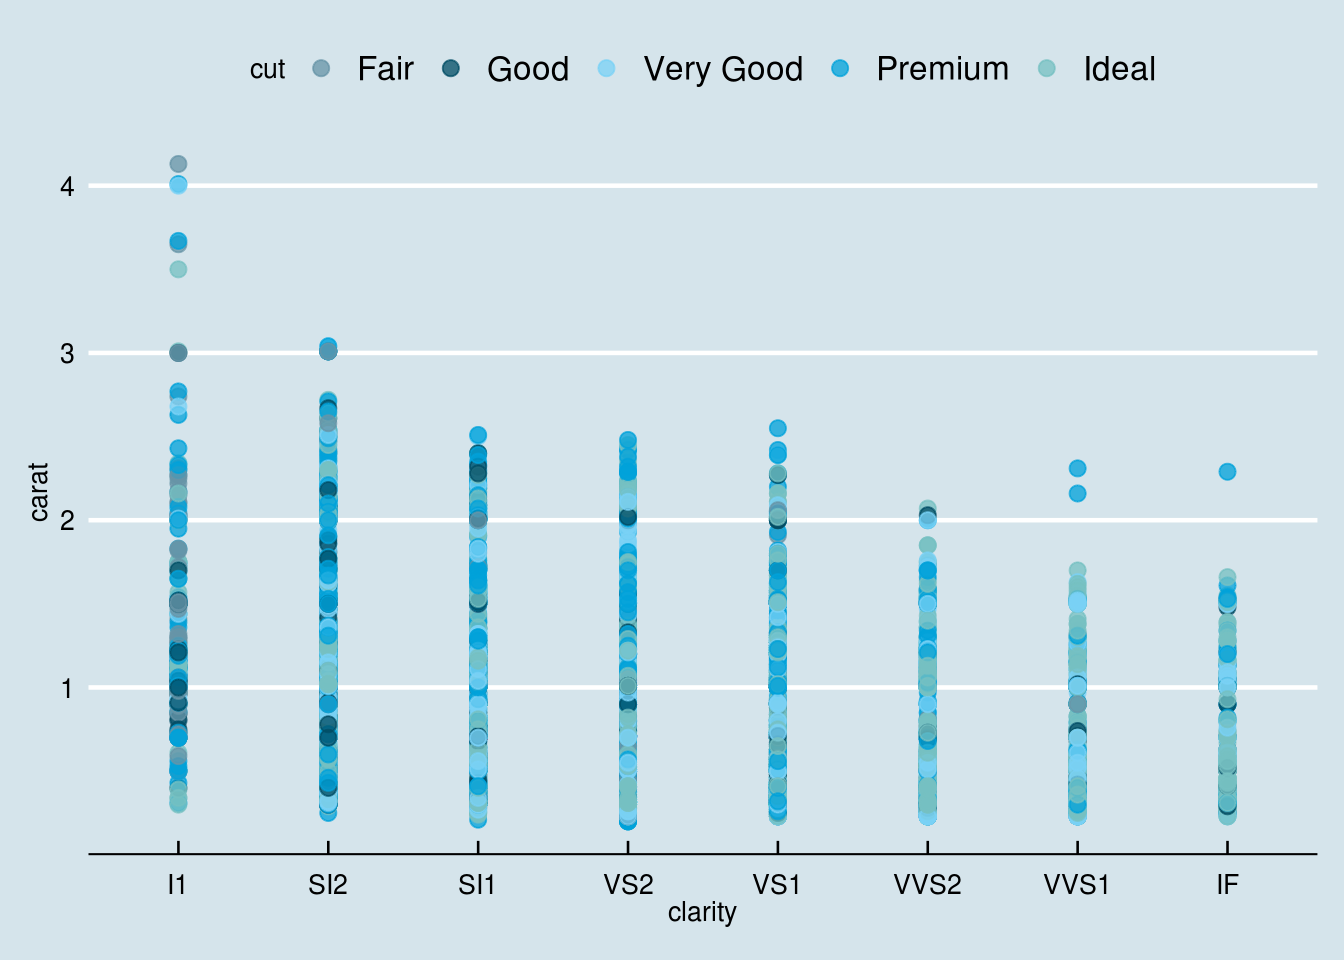 cut Fair Good Very Good Premium Ideal
4
3
2
1
carat
I1 SI2 SI1 VS2 VS1 VVS2 VVS1 IF
clarity